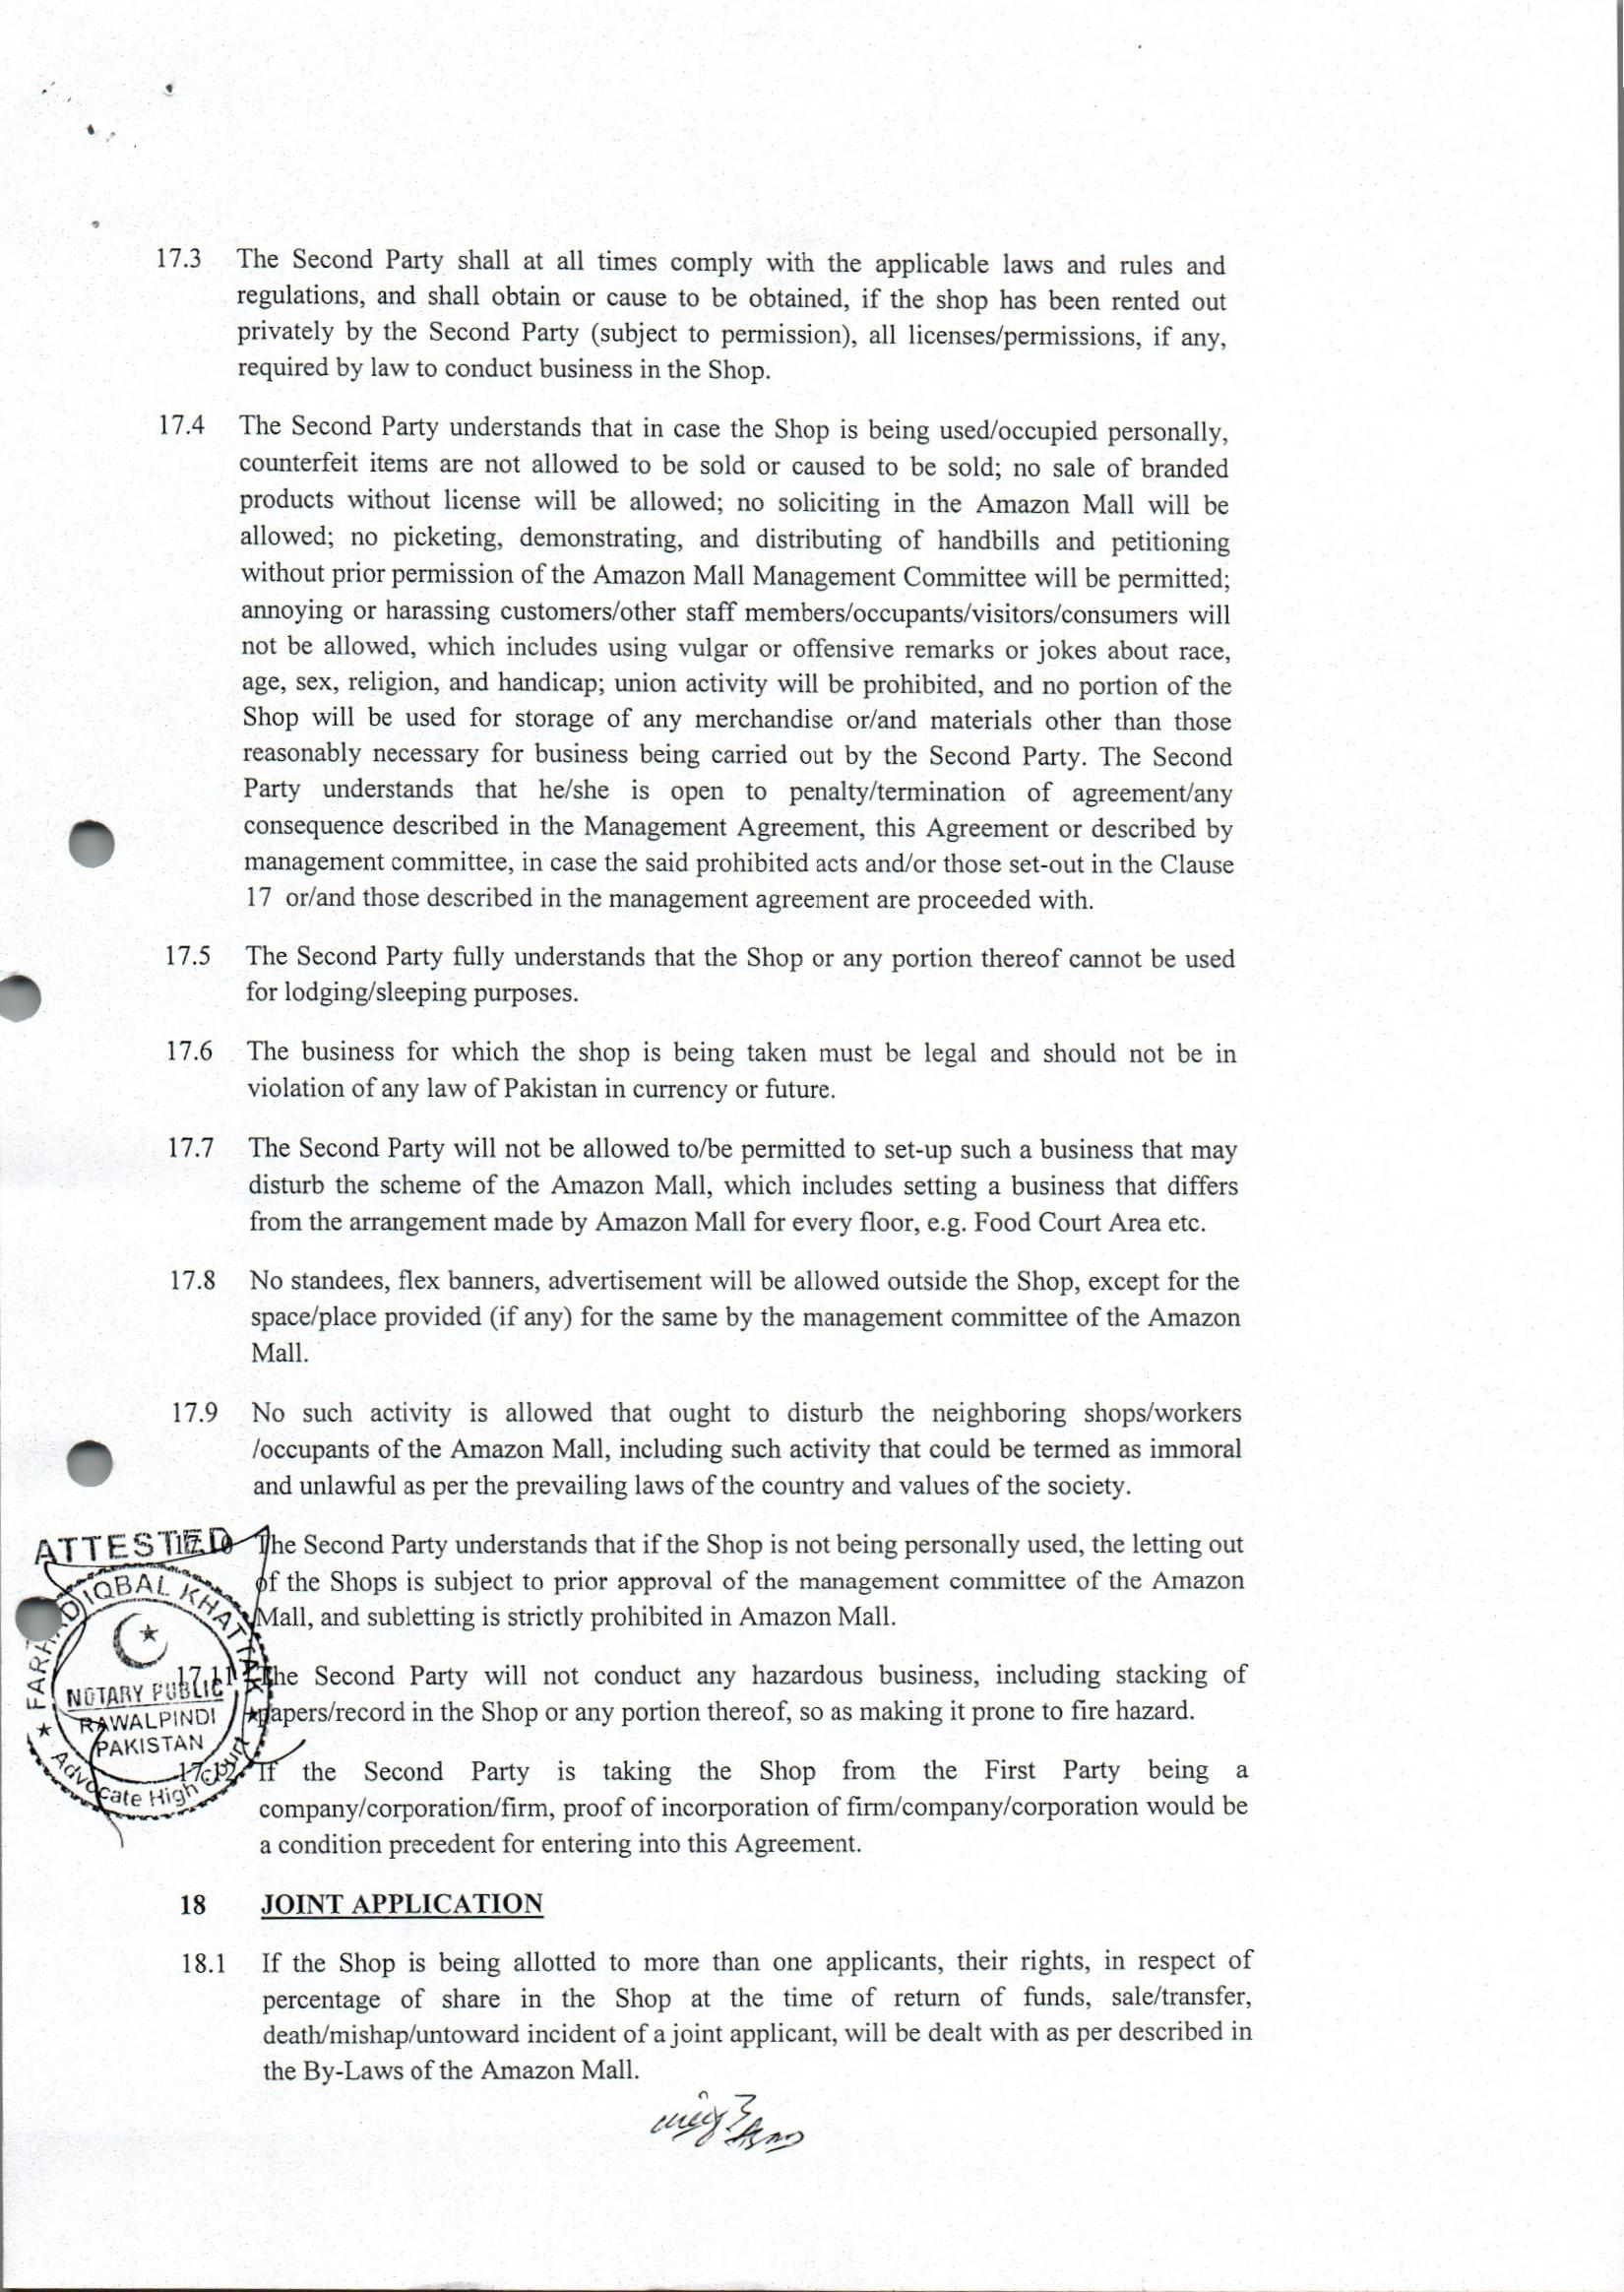 17.3 The Second Party shall at all times comply with the applicable laws and rules and
regulations, and shall obtain or cause to be obtained, if the shop has been rented out
privately by the Second Party (subject to permission), all licenses/permissions, if any,
required by law to conduct business in the Shop.
17.4 The Second Party understands that in case the Shop is being used/occupied personally,
counterfeit items are not allowed to be sold or caused to be sold; no sale of branded
products without license will be allowed; no soliciting in the Amazon Mall will be
allowed; no picketing, demonstrating, and distributing of handbills and petitioning
without prior permission of the Amazon Mall Management Committee will be permitted;
annoying or harassing customers/other staff members/occupants/visitors/consumers will
not be allowed, which includes using vulgar or offensive remarks or jokes about race,
age, sex, religion, and handicap; union activity will be prohibited, and no portion of the
Shop will be used for storage of any merchandise or/and materials other than those
reasonably necessary for business being carried out by the Second Party. The Second
Party understands that he/she is open to penalty/termination of agreement/any
consequence described in the Management Agreement, this Agreement or described by
management committee, in case the said prohibited acts and/or those set-out in the Clause
17 or/and those described in the management agreement are proceeded with.
17.5 The Second Party fully understands that the Shop or any portion thereof cannot be used
for lodging/sleeping purposes.
17.6 The business for which the shop is being taken must be legal and should not be in
violation of any law of Pakistan in currency or future.
17.7 The Second Party will not be allowed to/be permitted to set-up such a business that may
disturb the scheme of the Amazon Mall, which includes setting a business that differs
from the arrangement made by Amazon Mall for every floor, e.g. Food Court Area etc.
17.8 No standees, flex banners, advertisement will be allowed outside the Shop, except for the
space/place provided (if any) for the same by the management committee of the Amazon
Mall.
17.9 No such activity is allowed that ought to disturb the neighboring shops/workers
/occupants of the Amazon Mall, including such activity that could be termed as immoral
and unlawful as per the prevailing laws of the country and values of the society.
17.10 The Second Party understands that if the Shop is not being personally used, the letting out
of the Shops is subject to prior approval of the management committee of the Amazon
Mall, and subletting is strictly prohibited in Amazon Mall.
17.11 The Second Party will not conduct any hazardous business, including stacking of
papers/record in the Shop or any portion thereof, so as making it prone to fire hazard.
17.12 If the Second Party is taking the Shop from the First Party being a
company/corporation/firm, proof of incorporation of firm/company/corporation would be
a condition precedent for entering into this Agreement.
ATTESTED
FARHAD IQBAL KHATTAK
NOTARY PUBLIC
RAWALPINDI
PAKISTAN
Advocate High Court
18 JOINT APPLICATION
18.1 If the Shop is being allotted to more than one applicants, their rights, in respect of
percentage of share in the Shop at the time of return of funds, sale/transfer,
death/mishap/untoward incident of a joint applicant, will be dealt with as per described in
the By-Laws of the Amazon Mall.